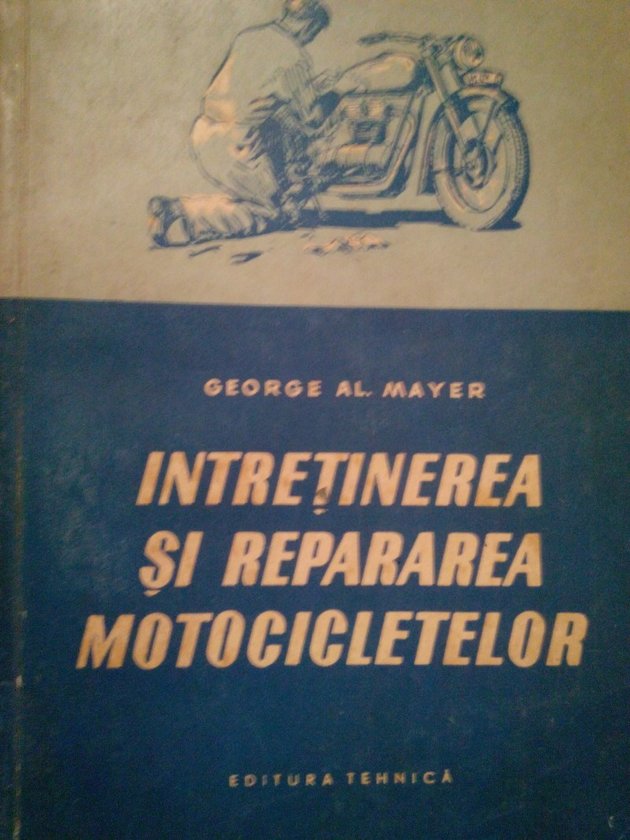 GEORGE AL. MAYER
INTREȚINEREA
ȘI REPARAREA
MOTOCICLETELOR
EDITURA TEHNICĂ